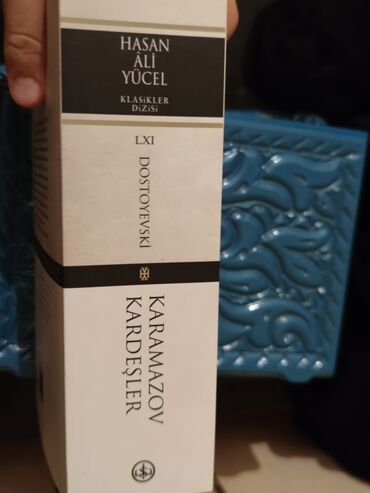 HASAN
ÂLİ
YÜCEL
KLASİKLER
DİZİSİ
LXI
DOSTOYEVSKİ
KARAMAZOV
KARDEŞLER